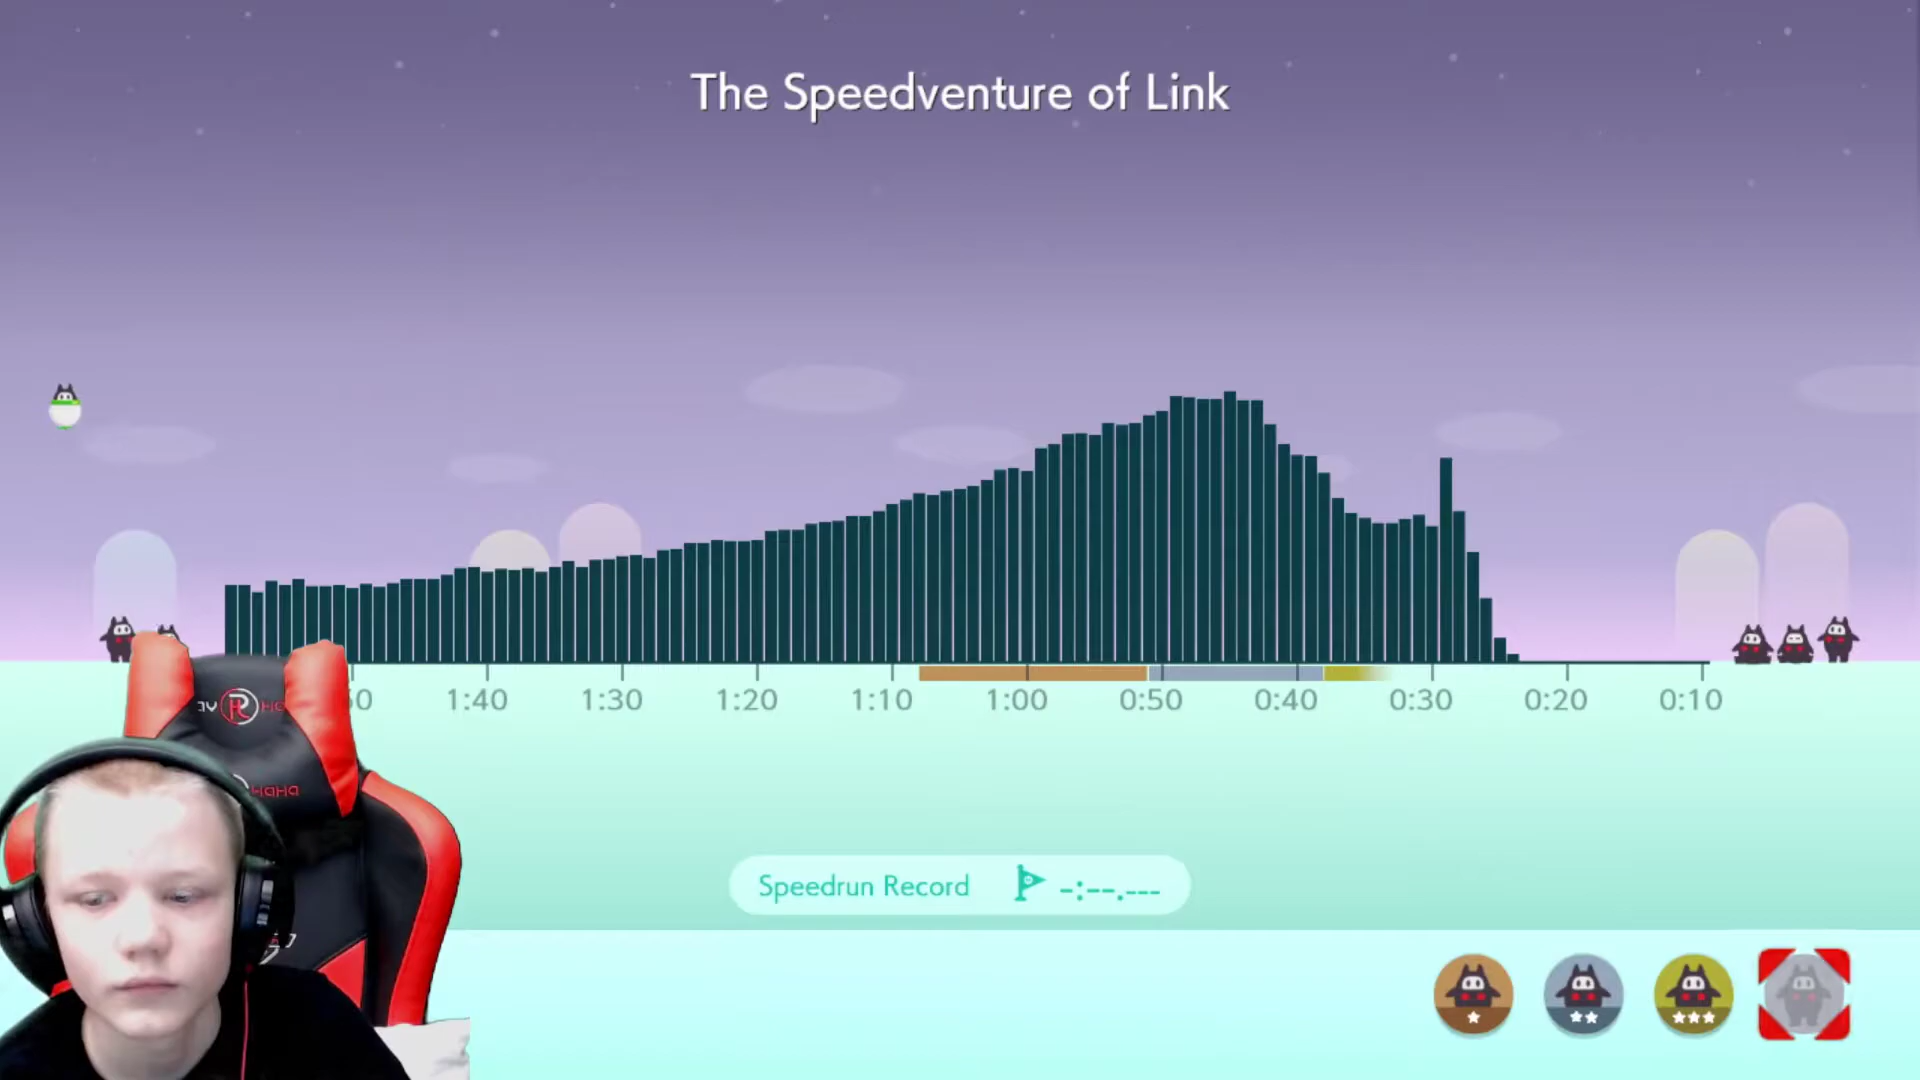 The Speedventure of Link
1:40 1:30 1:20 1:10 1:00 0:50 0:40 0:30 0:20 0:10
Speedrun Record -:--.---